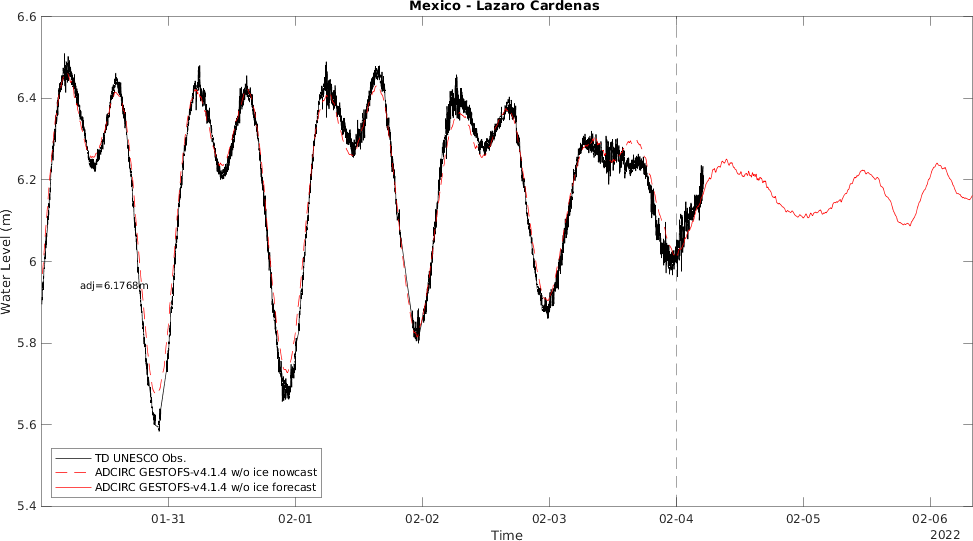 Mexico - Lazaro Cardenas
6.6
6.4
6.2
6
5.8
5.6
5.4
Water Level (m)
adj=6.1768m
TD UNESCO Obs.
ADCIRC GESTOFS-v4.1.4 w/o ice nowcast
ADCIRC GESTOFS-v4.1.4 w/o ice forecast
01-31 02-01 02-02 02-03 02-04 02-05 02-06
Time
2022